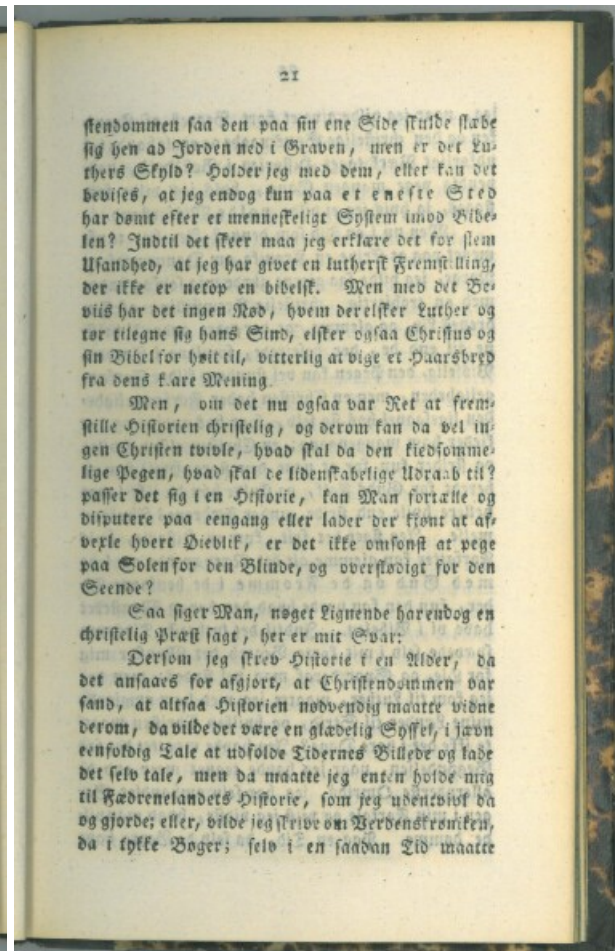 21
stendommen saa den paa sin ene Side skulde slæbe
sig hen ad Jorden ned i Graven, men er det Lu-
thers Skyld? Holder jeg med dem, eller kan det
bevises, at jeg endog kun paa et eneste Sted
har dømt efter et menneskeligt System imod Bibe-
len? Indtil det skeer maa jeg erklære det for slem
Usandhed, at jeg har givet en luthersk Fremstilling,
der ikke er netop en bibelsk. Men med det Be-
viis har det ingen Nød, hvem der elsker Luther og
tør tilegne sig hans Sind, elsker ogsaa Christus og
sin Bibel for høit til, vitterlig at vige et Haarsbred
fra dens klare Mening
Men, om det nu ogsaa var Ret at frem-
stille Historien christelig, og derom kan da vel in-
gen Christen tvivle, hvad skal da den kiedsomme-
lige Pegen, hvad skal de lidenskabelige Udraab til?
passer det sig i en Historie, kan Man fortælle og
disputere paa eengang eller lader der kiønt at af-
vexle hvert Øieblik, er det ikke omsonst at pege
paa Solen for den Blinde, og overflødigt for den
Seende?
Saa siger Man, noget Lignende har endog en
christelig Præst sagt, her er mit Svar:
Dersom jeg skrev Historie i en Alder, da
det ansaaes for afgjort, at Christendommen var
sand, at altsaa Historien nødvendig maatte vidne
derom, da vilde det være en glædelig Syssel, i jævn
eenfoldig Tale at udfolde Tidernes Billede og lade
det selv tale, men da maatte jeg enten holde mig
til Fædrenelandets Historie, som jeg udentvivl da
og gjorde; eller, vilde jeg skrive om Verdenskrøniken,
da i tykke Bøger; selv i en saadan Tid maatte